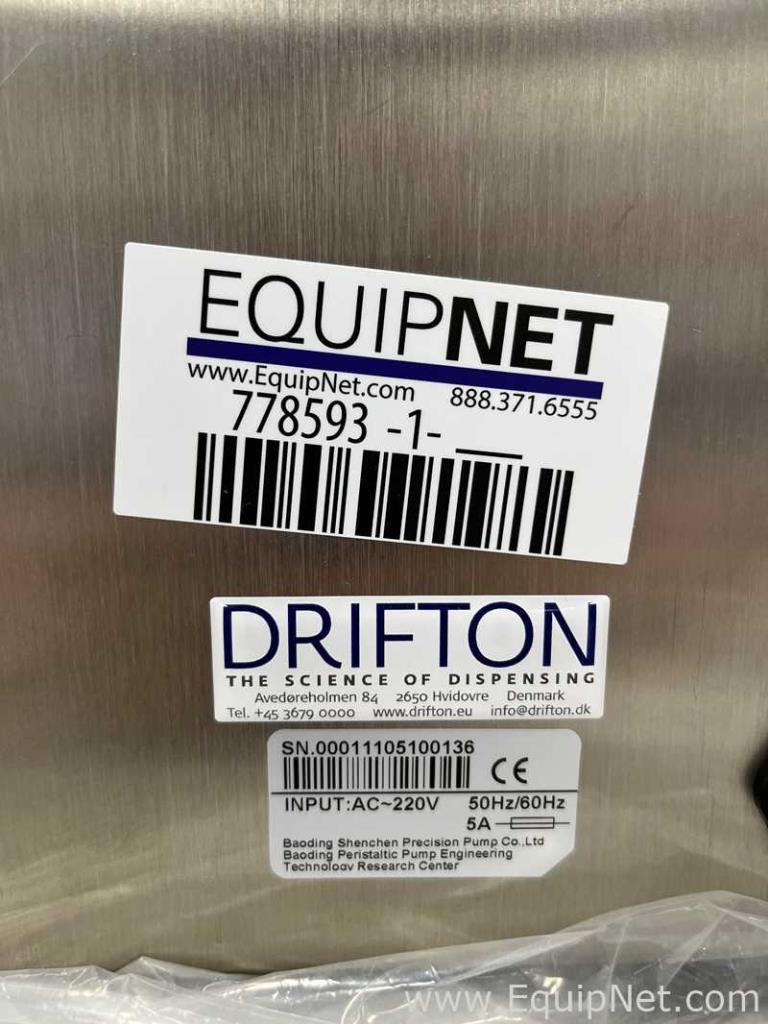 EQUIPNET
www.EquipNet.com 888.371.6555
778593 -1-___
DRIFTON
THE SCIENCE OF DISPENSING
Avedøreholmen 84 2650 Hvidovre Denmark
Tel. +45 3679 0000 www.drifton.eu info@drifton.dk
SN.00011105100136
CE
INPUT:AC~220V 50Hz/60Hz
5A
Baoding Shenchen Precision Pump Co.,Ltd
Baoding Peristaltic Pump Engineering
Technology Research Center
www.EquipNet.com